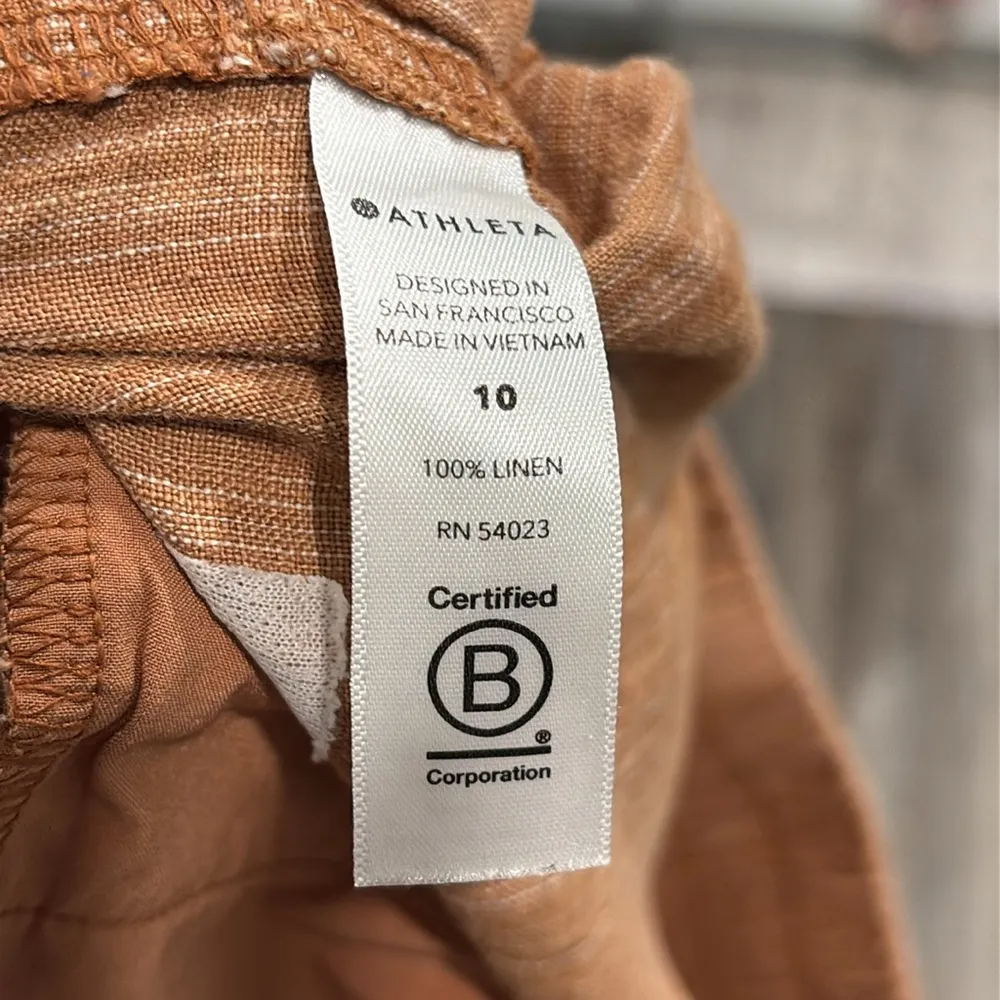 ATHLETA
DESIGNED IN
SAN FRANCISCO
MADE IN VIETNAM
10
100% LINEN
RN 54023
Certified
B
®
Corporation